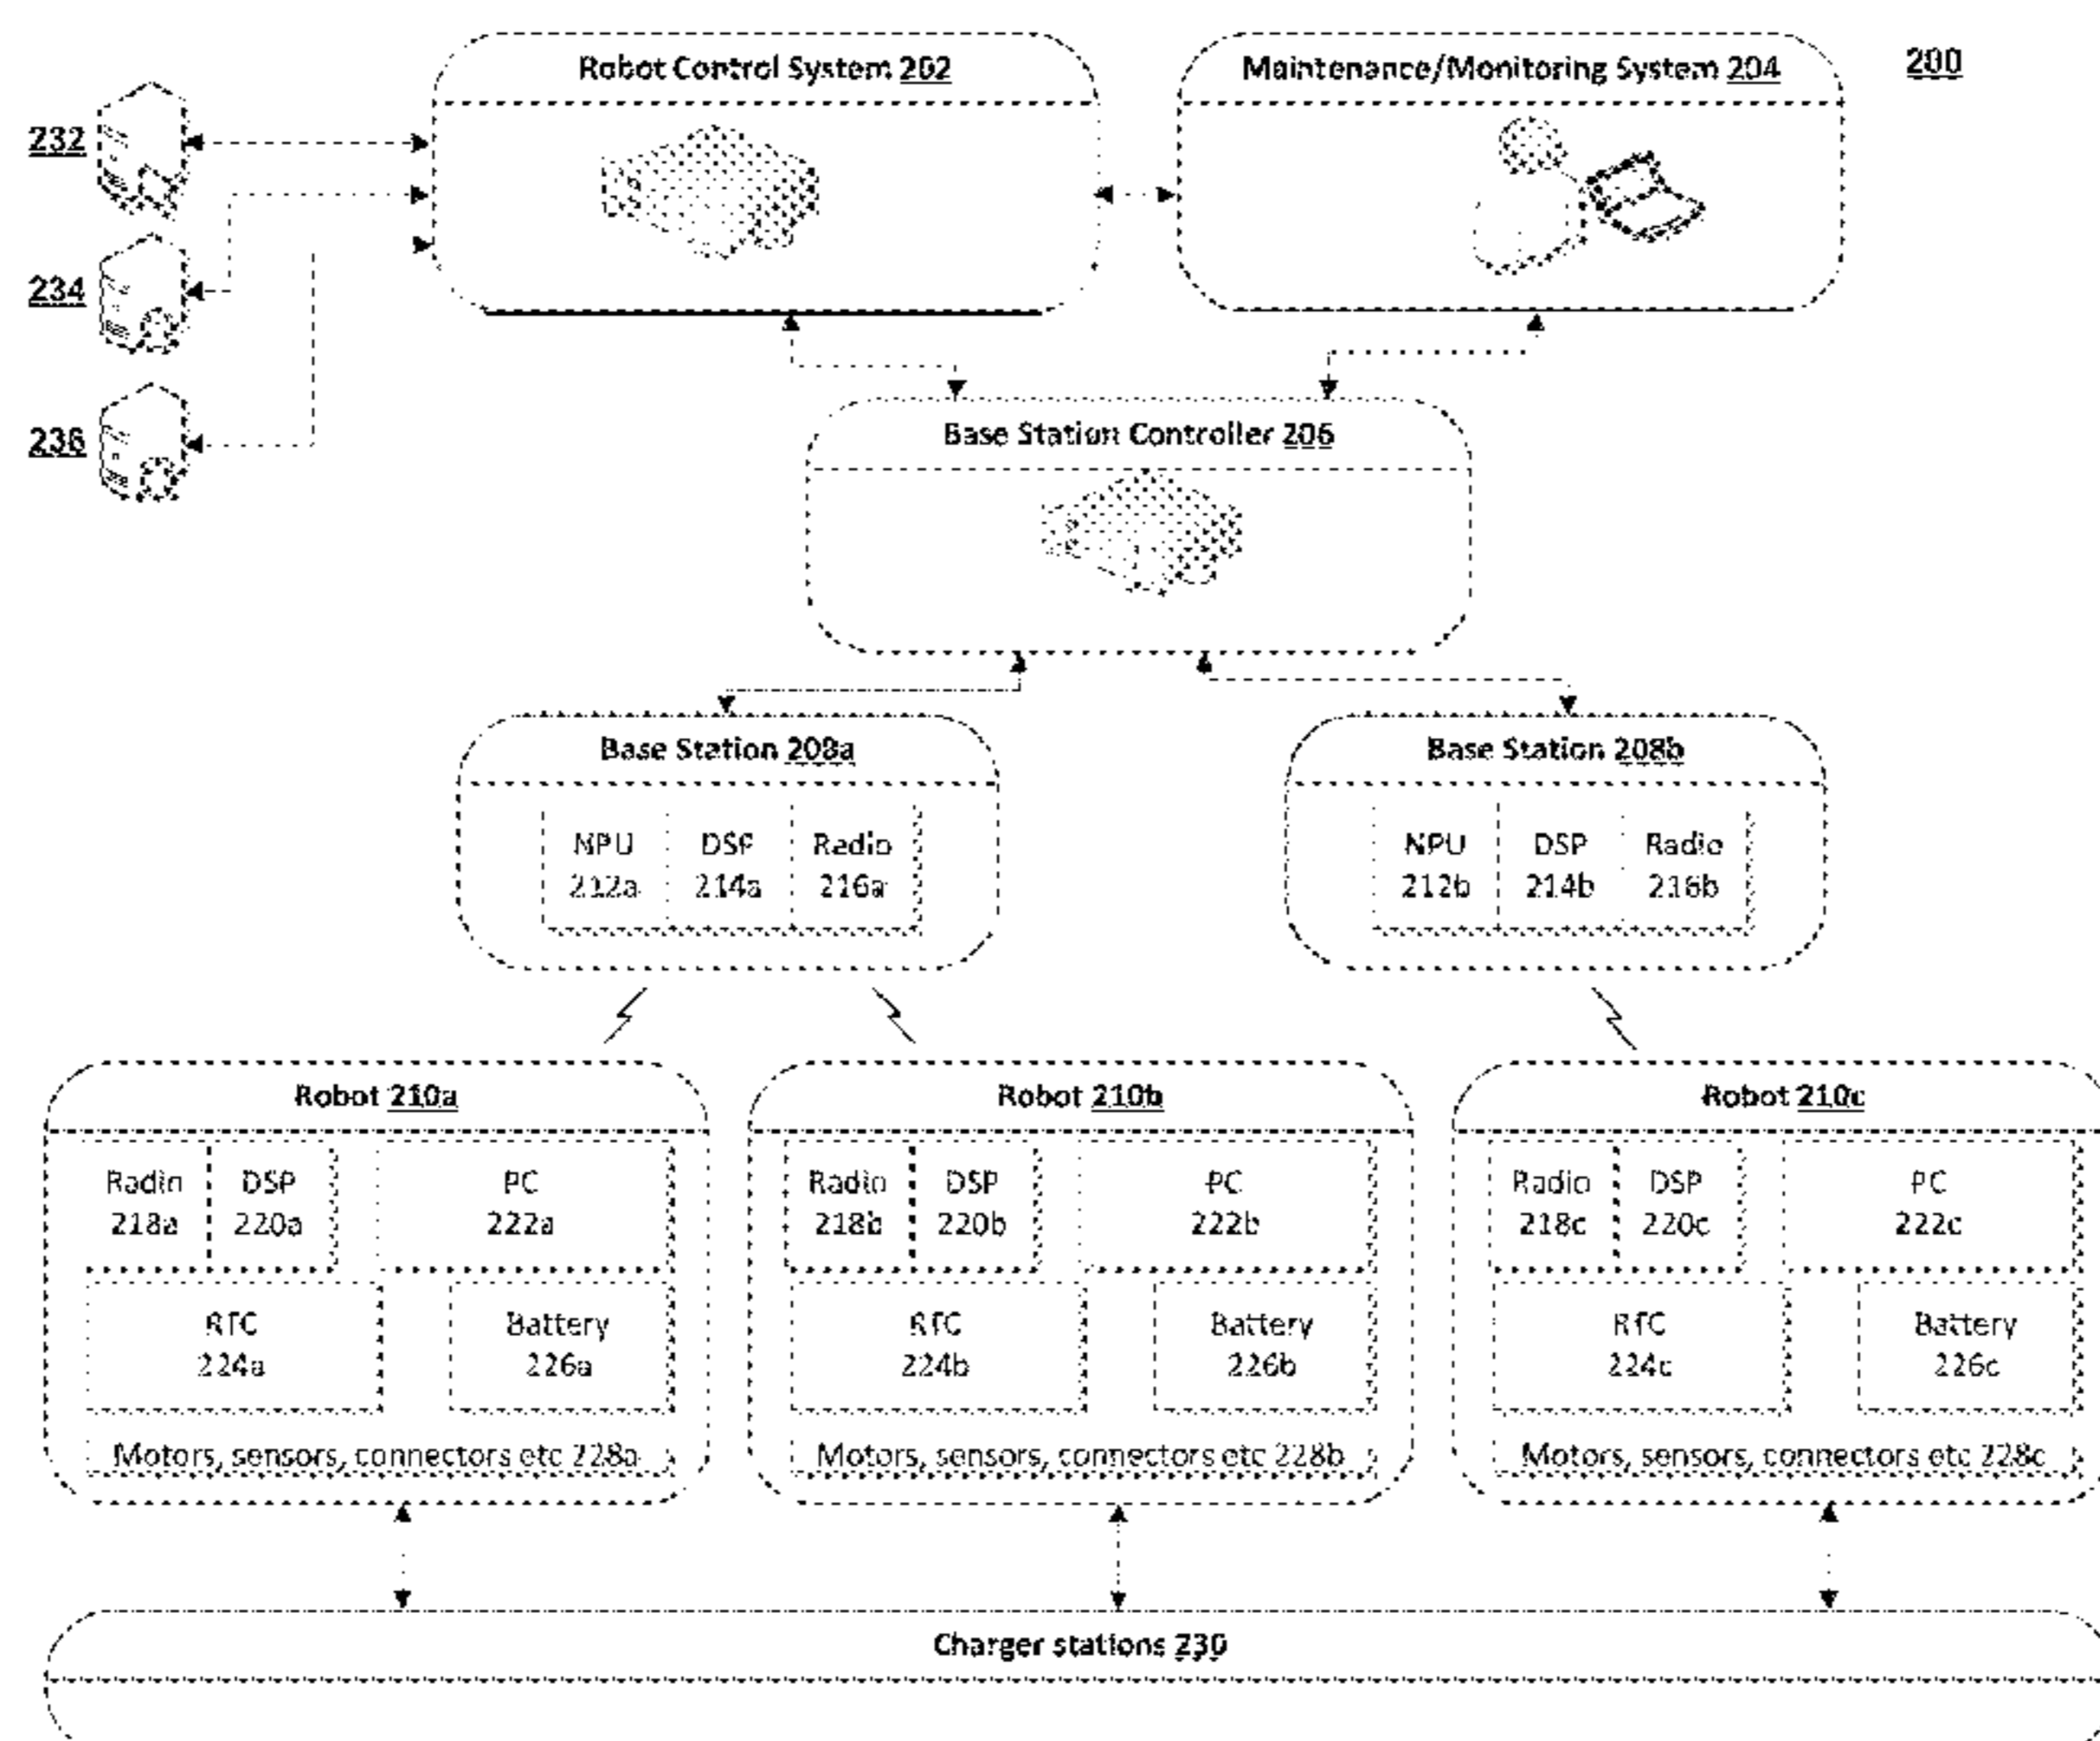 Robot Control System 202
Maintenance/Monitoring System 204
200
232
234
236
Base Station Controller 206
Base Station 208a
Base Station 208b
NPU
212a
DSP
214a
Radio
216a
NPU
212b
DSP
214b
Radio
216b
Robot 210a
Robot 210b
Robot 210c
Radio
218a
DSP
220a
PC
222a
RTC
224a
Battery
226a
Motors, sensors, connectors etc 228a
Radio
218b
DSP
220b
PC
222b
RTC
224b
Battery
226b
Motors, sensors, connectors etc 228b
Radio
218c
DSP
220c
PC
222c
RTC
224c
Battery
226c
Motors, sensors, connectors etc 228c
Charger stations 230